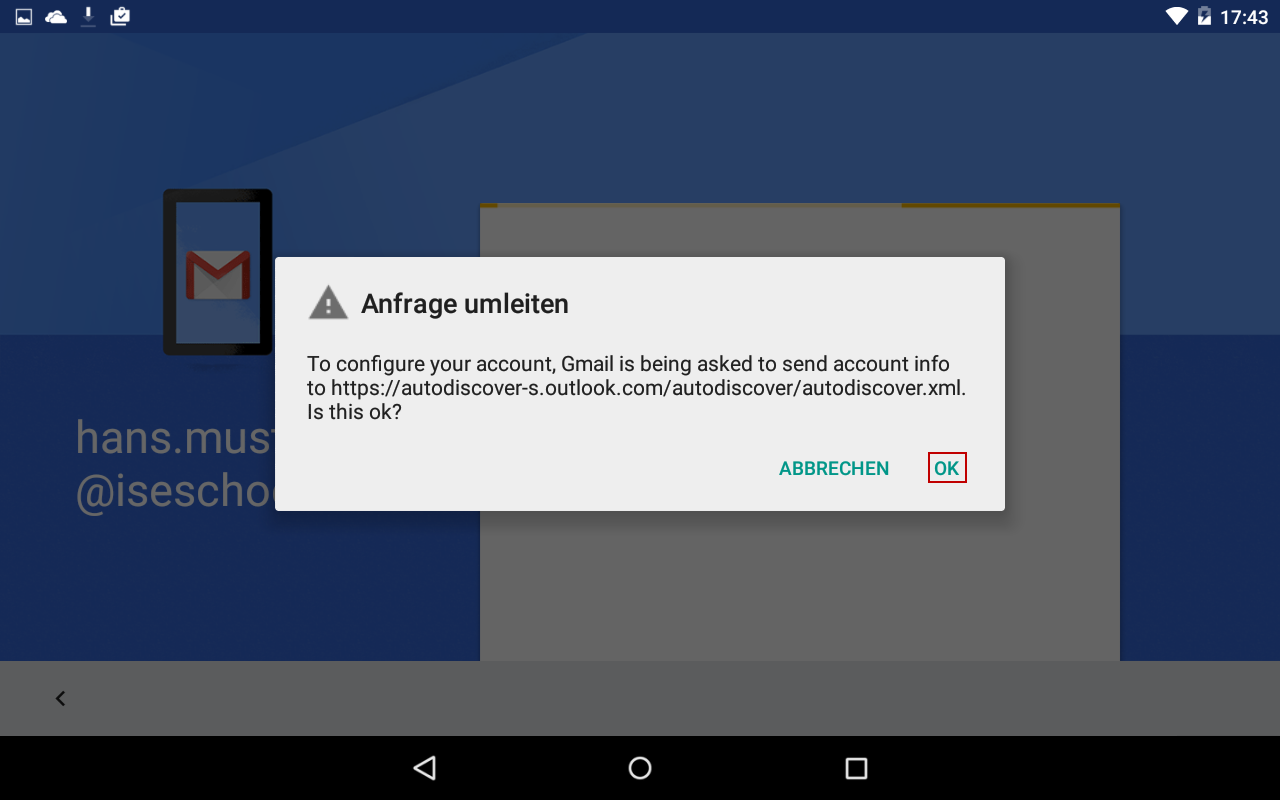 17:43
Anfrage umleiten
To configure your account, Gmail is being asked to send account info
to https://autodiscover-s.outlook.com/autodiscover/autodiscover.xml.
Is this ok?
hans.must
@iseschoo
ABBRECHEN OK